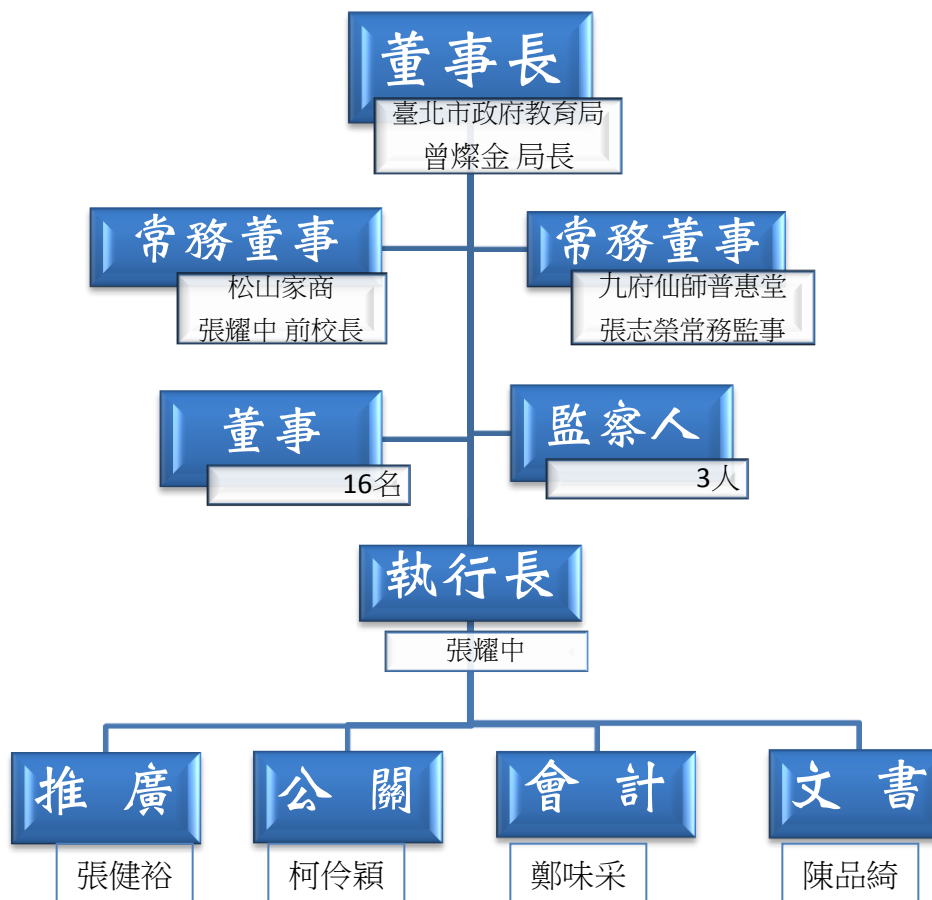 董事長
臺北市政府教育局
曾燦金 局長
常務董事
松山家商
張耀中 前校長
常務董事
九府仙師普惠堂
張志榮常務監事
董事
16名
監察人
3人
執行長
張耀中
推 廣
張健裕
公 關
柯伶穎
會 計
鄭味采
文 書
陳品綺